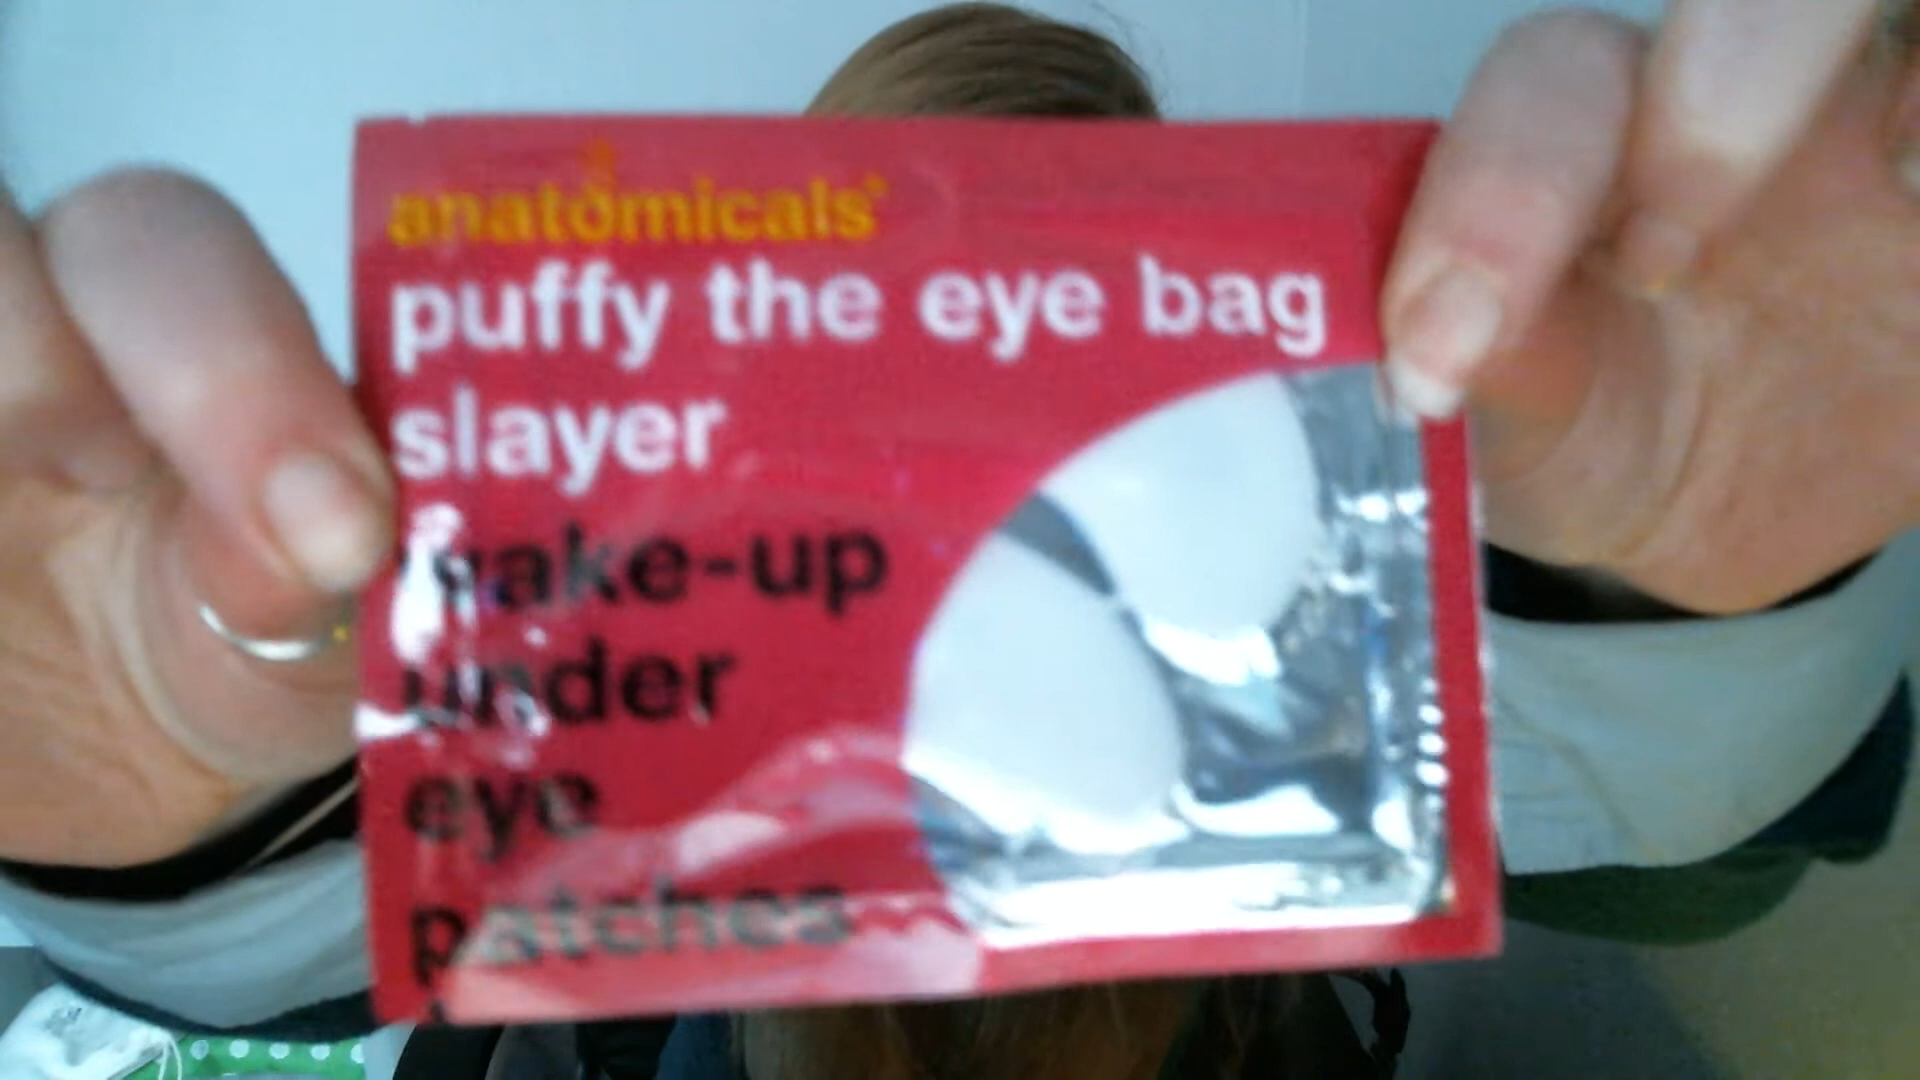 anatomicals
puffy the eye bag
slayer
wake-up
under
eye
patches